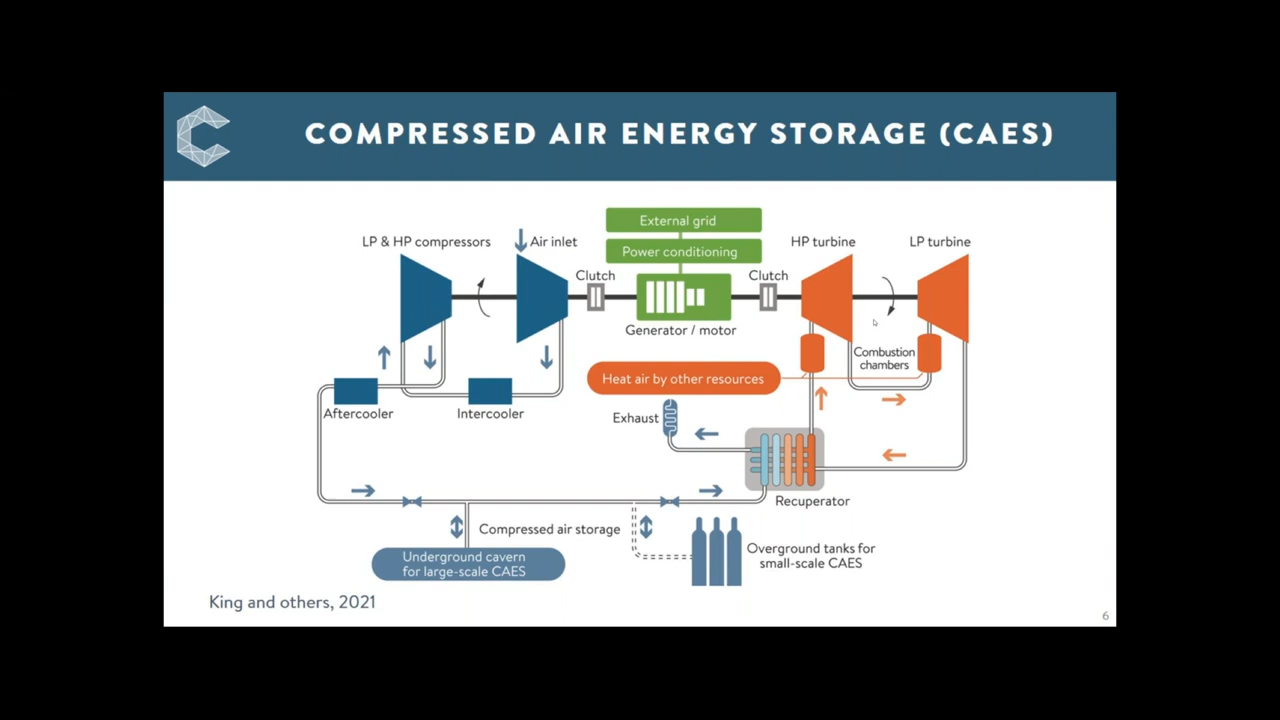 COMPRESSED AIR ENERGY STORAGE (CAES)
External grid
LP & HP compressors
Air inlet
Power conditioning
HP turbine
LP turbine
Clutch
Clutch
Generator / motor
Combustion
chambers
Heat air by other resources
Aftercooler
Intercooler
Exhaust
Recuperator
Compressed air storage
Underground cavern
for large-scale CAES
Overground tanks for
small-scale CAES
King and others, 2021
6